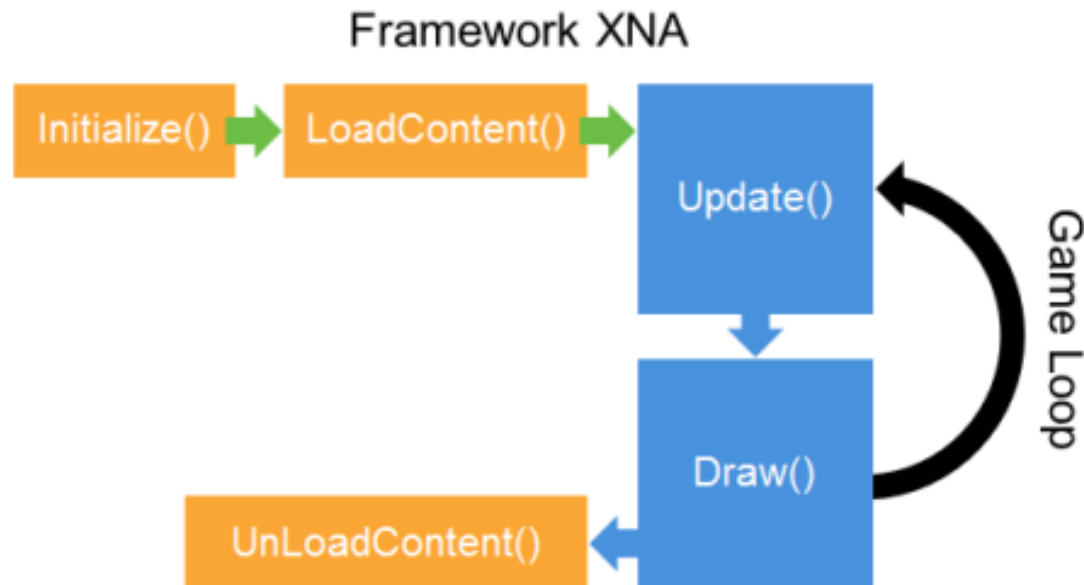 Framework XNA
Initialize()
LoadContent()
Update()
Game Loop
Draw()
UnLoadContent()